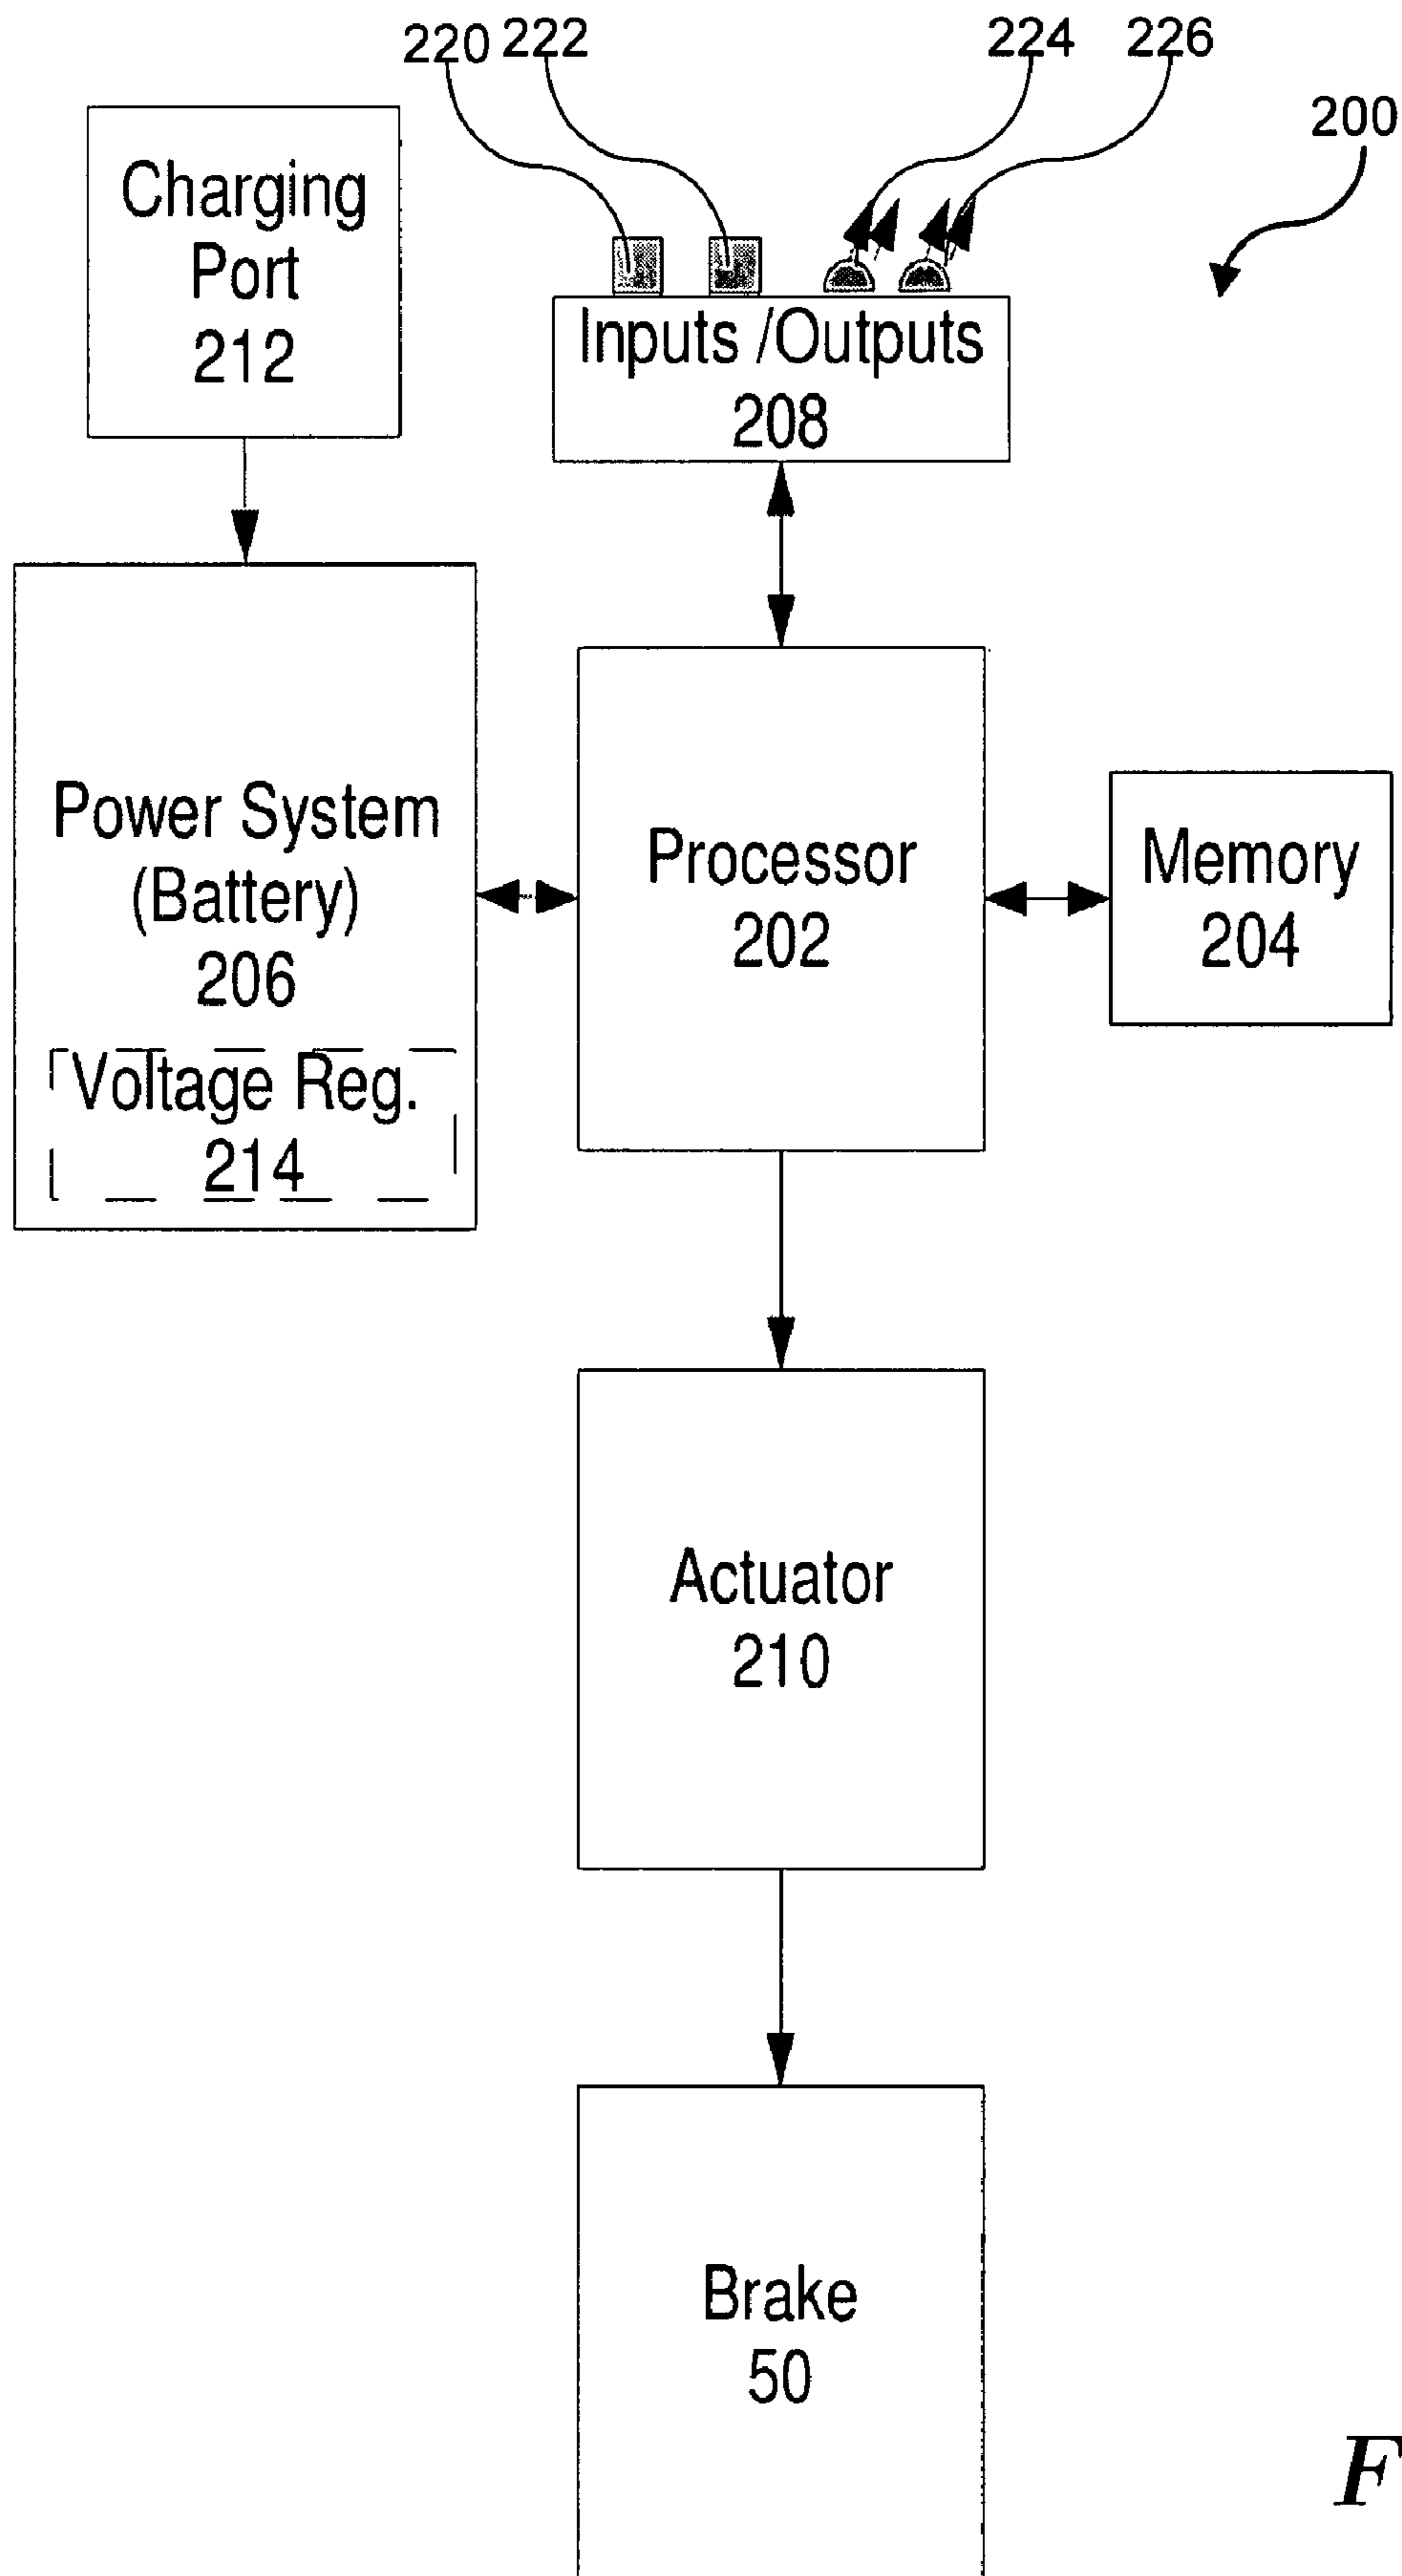 220 222 224 226
200
Charging
Port
212
Inputs /Outputs
208
Power System
(Battery)
206
Voltage Reg.
214
Processor
202
Memory
204
Actuator
210
Brake
50
F